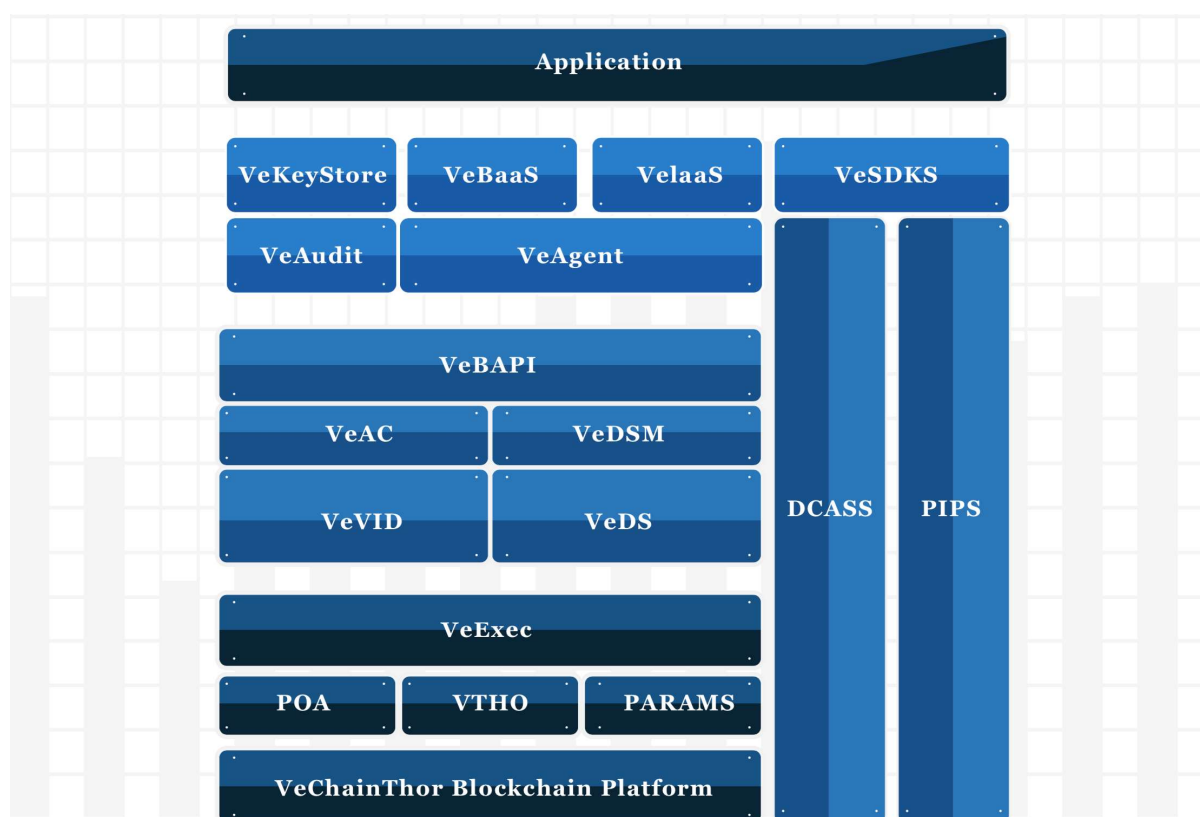 Application
VeKeyStore
VeBaaS
VelaaS
VeSDKS
VeAudit
VeAgent
VeBAPI
VeAC
VeDSM
VeVID
VeDS
DCASS
PIPS
VeExec
POA
VTHO
PARAMS
VeChainThor Blockchain Platform